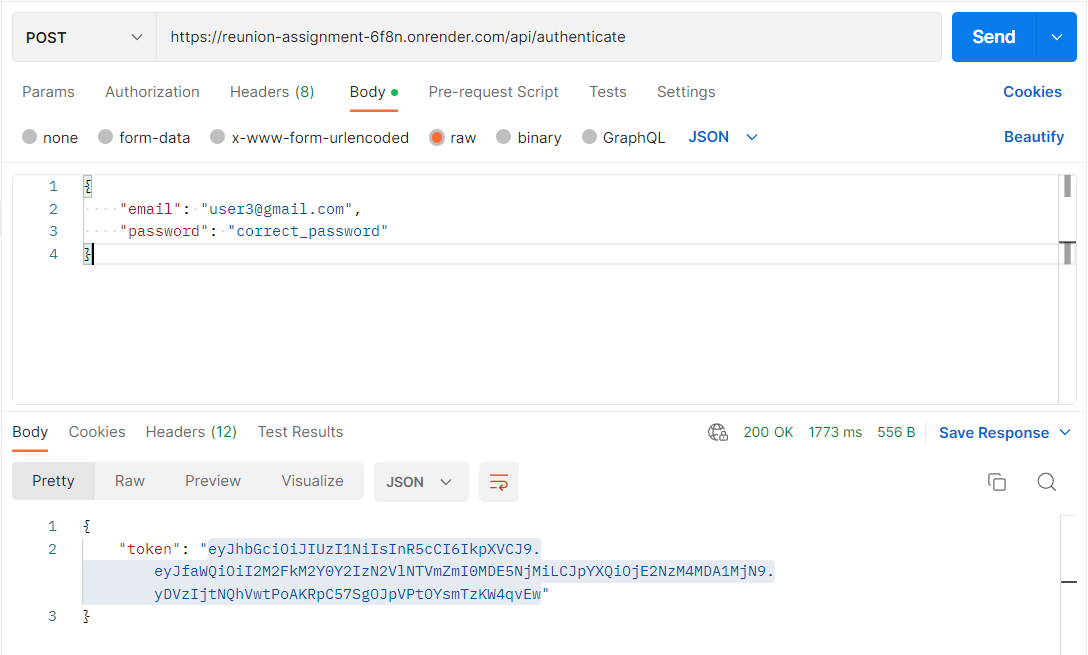 POST https://reunion-assignment-6f8n.onrender.com/api/authenticate Send
Params Authorization Headers (8) Body Pre-request Script Tests Settings Cookies
none form-data x-www-form-urlencoded raw binary GraphQL JSON Beautify
1 {
2 "email": "user3@gmail.com",
3 "password": "correct_password"
4 }
Body Cookies Headers (12) Test Results 200 OK 1773 ms 556 B Save Response
Pretty Raw Preview Visualize JSON
1 {
2 "token": "eyJhbGciOiJIUzI1NiIsInR5cCI6IkpXVCJ9.
eyJfaWQiOiI2M2FkM2Y0Y2IzN2VlNTVmZmI0MDE5NjMiLCJpYXQiOjE2NzM4MDA1MjN9.
yDVzIjtNQhVwtPoAKRpC57SgOJpVPtOYsmTzKW4qvEw"
3 }